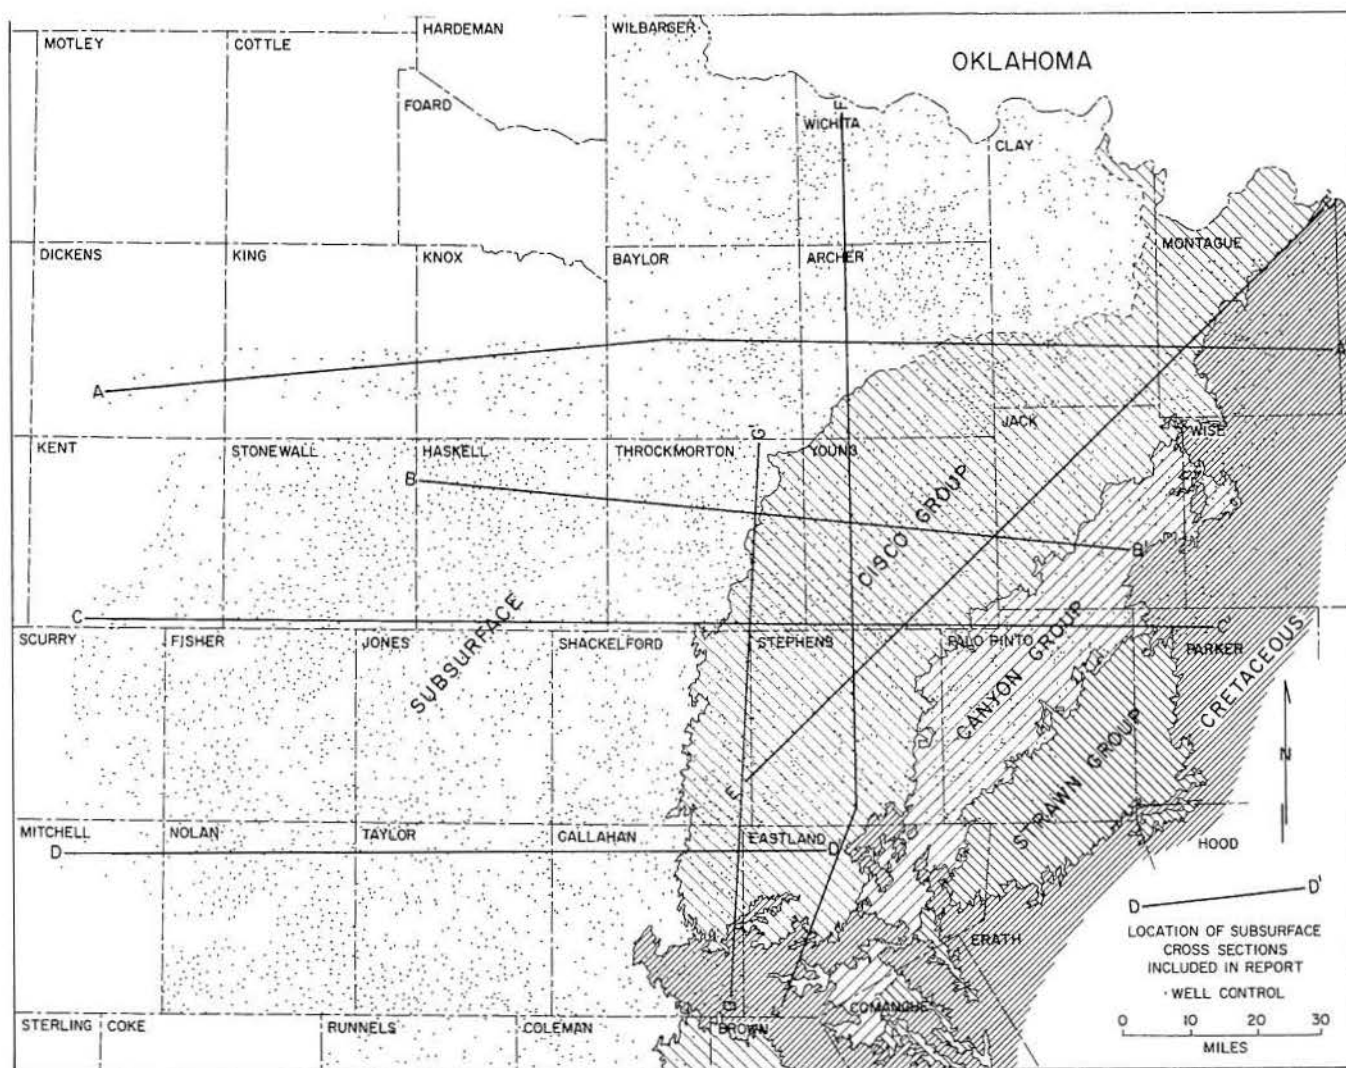 HARDEMAN
WILBARGER
MOTLEY
COTTLE
OKLAHOMA
FOARD
F'
WICHITA
CLAY
E'
MONTAGUE
DICKENS
KING
KNOX
BAYLOR
ARCHER
A
A'
JACK
WISE
KENT
STONEWALL
HASKELL
THROCKMORTON
G'
YOUNG
B
B'
CISCO GROUP
SUBSURFACE
C
C'
SCURRY
FISHER
JONES
SHACKELFORD
STEPHENS
PALO PINTO
PARKER
CANYON GROUP
CRETACEOUS
STRAWN GROUP
N
E
MITCHELL
NOLAN
TAYLOR
CALLAHAN
EASTLAND
HOOD
D
D'
ERATH
D
D'
LOCATION OF SUBSURFACE
CROSS SECTIONS
INCLUDED IN REPORT
• WELL CONTROL
G
F
COMANCHE
STERLING
COKE
RUNNELS
COLEMAN
BROWN
0 10 20 30
MILES